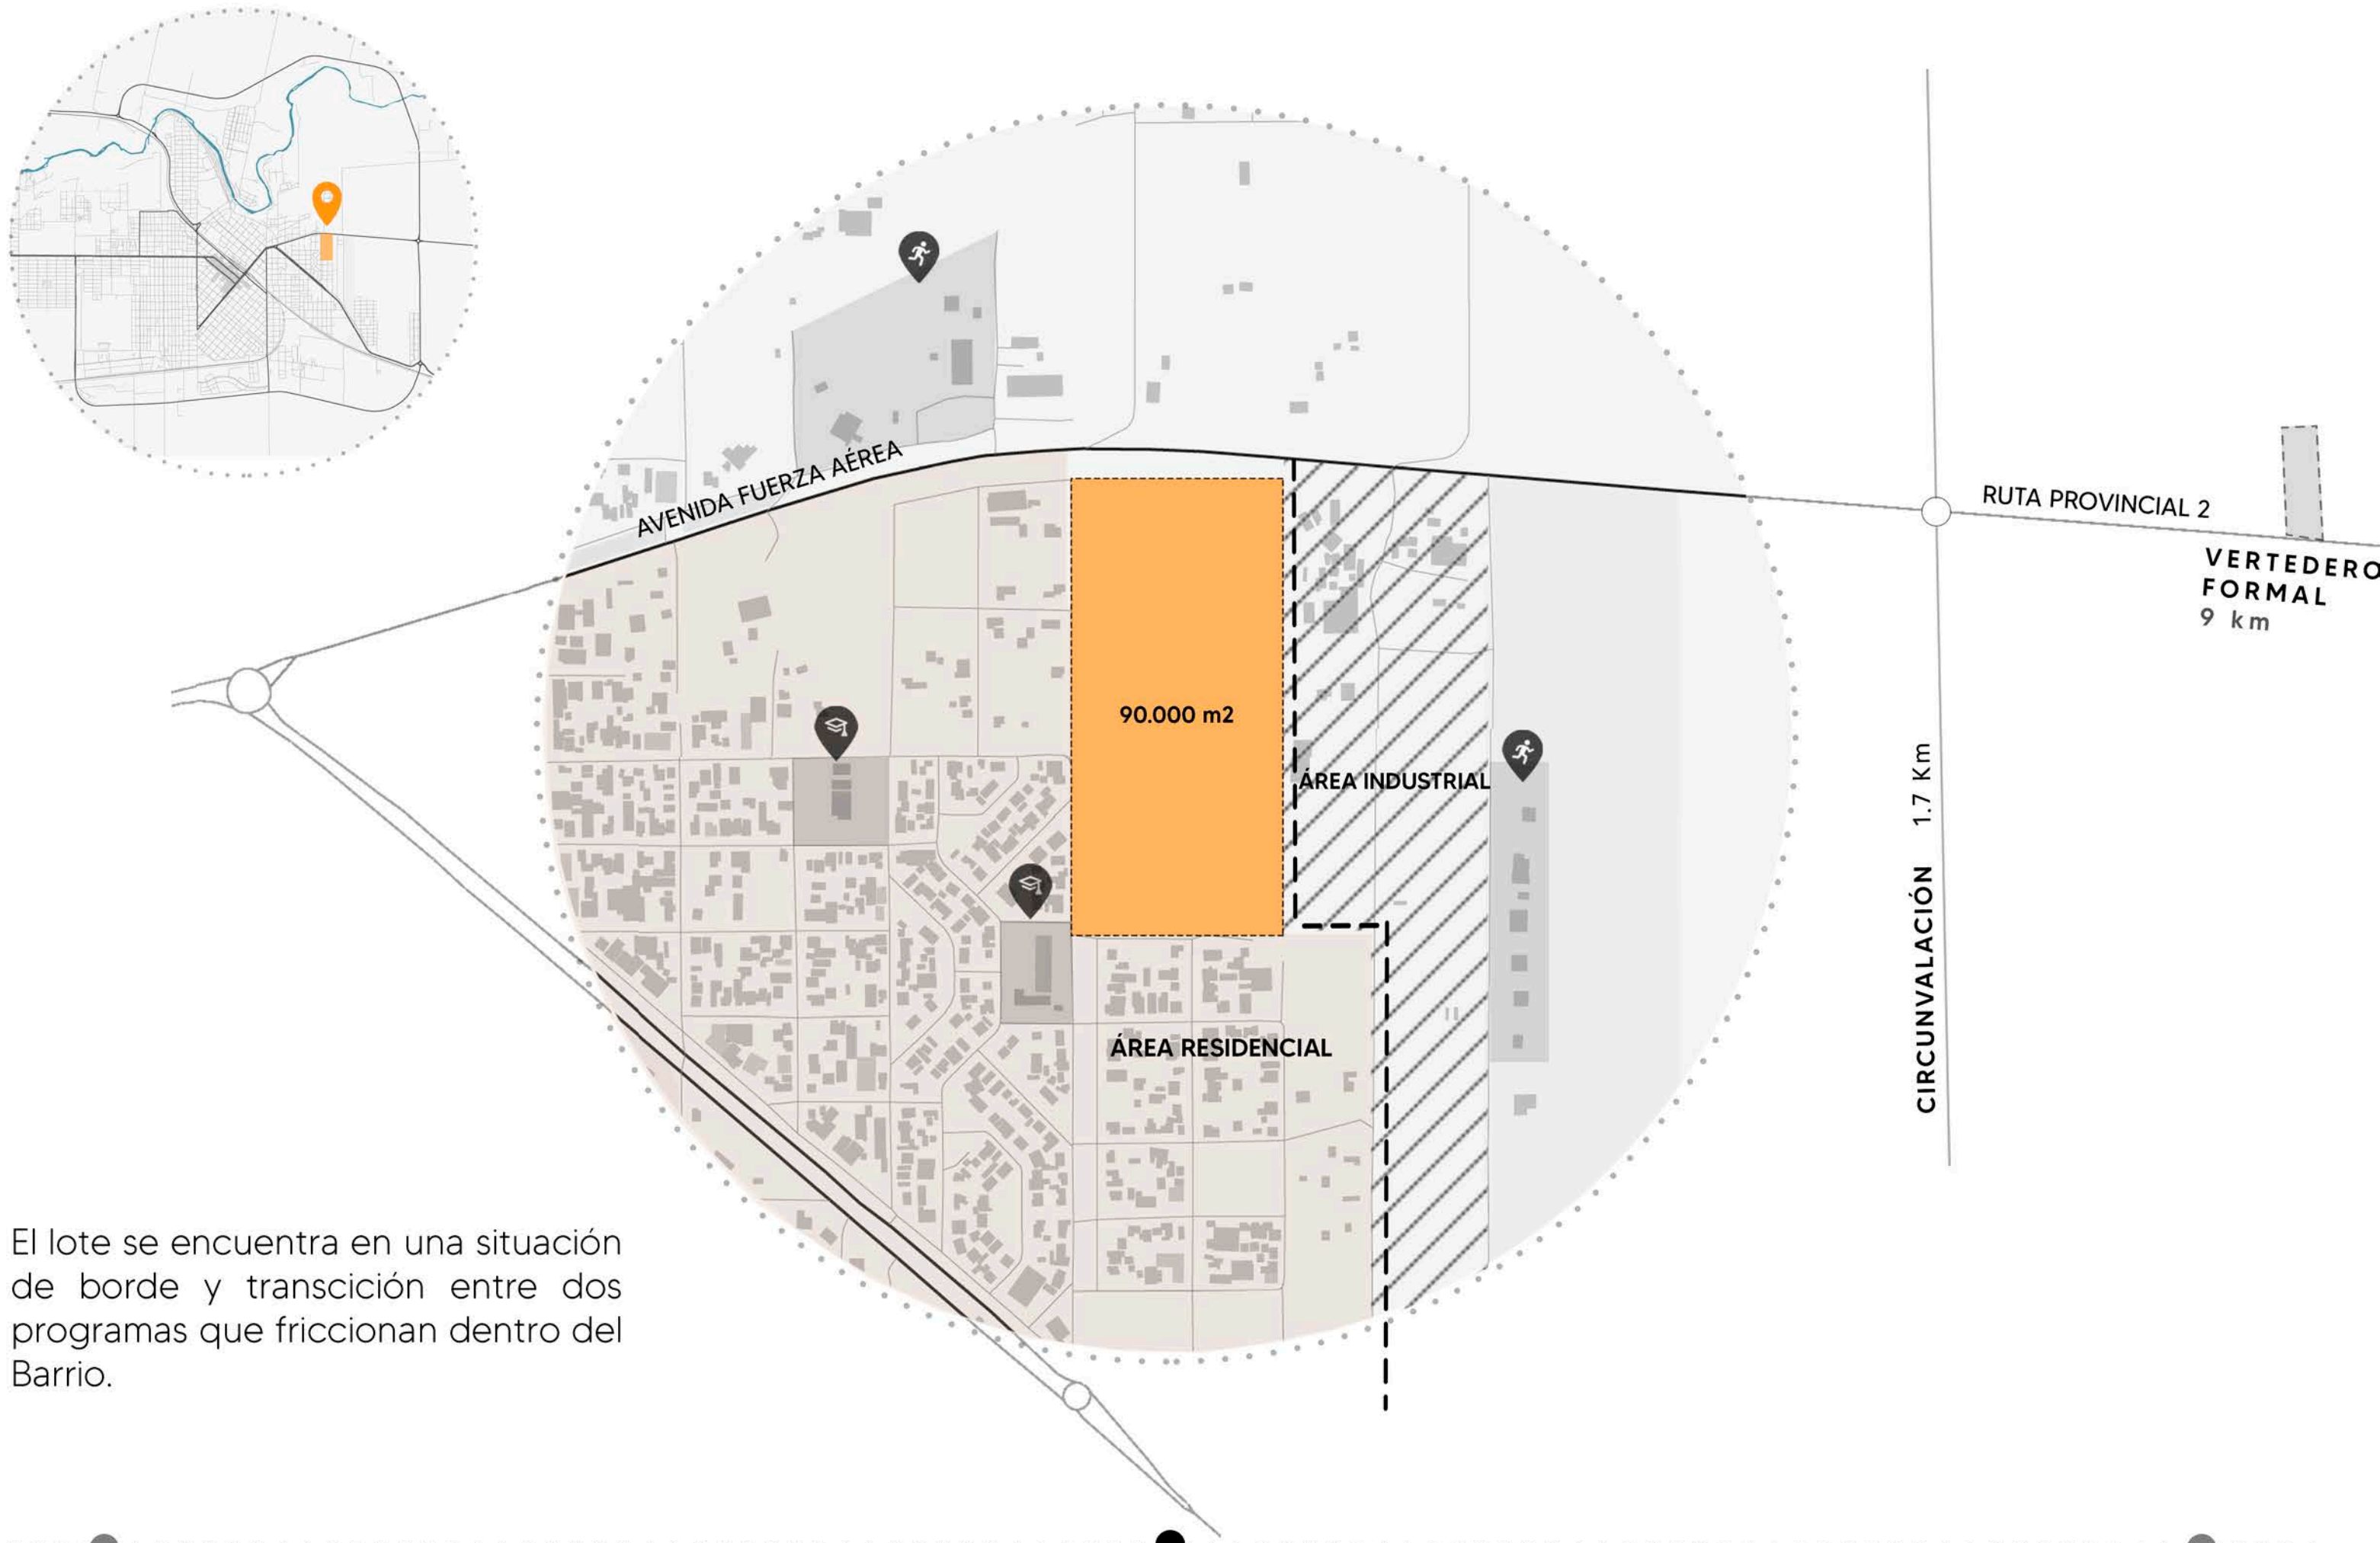 AVENIDA FUERZA AÉREA
RUTA PROVINCIAL 2
VERTEDERO
FORMAL
9 km
90.000 m2
ÁREA INDUSTRIAL
CIRCUNVALACIÓN 1.7 Km
ÁREA RESIDENCIAL
El lote se encuentra en una situación
de borde y transcición entre dos
programas que friccionan dentro del
Barrio.